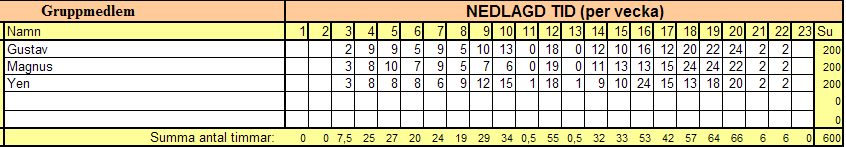 Gruppmedlem NEDLAGD TID (per vecka)
Namn 1 2 3 4 5 6 7 8 9 10 11 12 13 14 15 16 17 18 19 20 21 22 23 Su
Gustav 2 9 9 5 9 5 10 13 0 18 0 12 10 16 12 20 22 24 2 2 200
Magnus 3 8 10 7 9 5 7 6 0 19 0 11 13 13 15 24 24 22 2 2 200
Yen 3 8 8 8 6 9 12 15 1 18 1 9 10 24 15 13 18 20 2 2 200
0
0
Summa antal timmar: 0 0 7,5 25 27 20 24 19 29 34 0,5 55 0,5 32 33 53 42 57 64 66 6 6 0 600